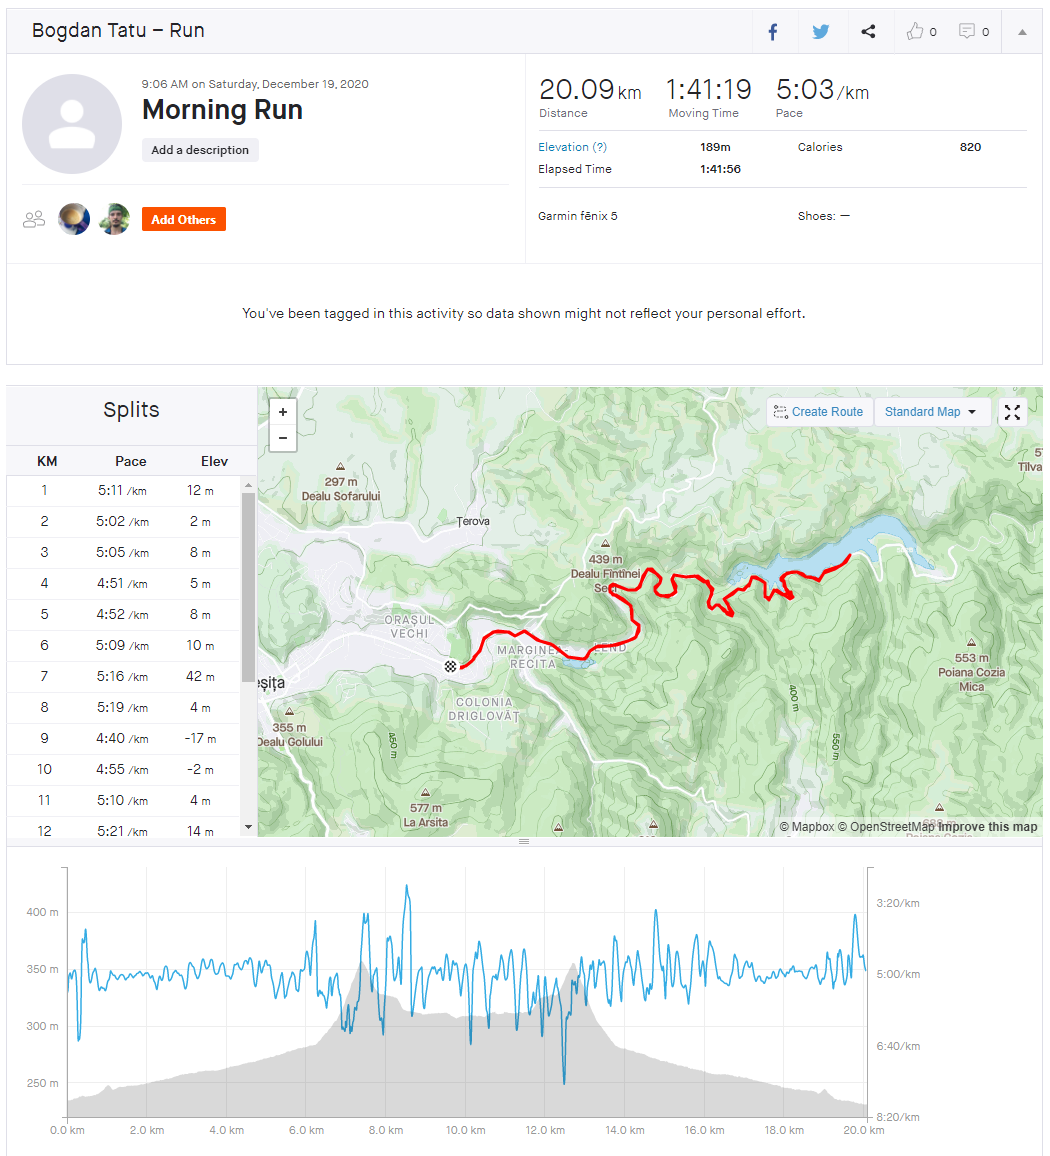 Bogdan Tatu – Run
0
0
9:06 AM on Saturday, December 19, 2020
Morning Run
Add a description
Add Others
20.09 km
1:41:19
5:03/km
Distance
Moving Time
Pace
Elevation (?)
189m
Calories
820
Elapsed Time
1:41:56
Garmin fēnix 5
Shoes: —
You've been tagged in this activity so data shown might not reflect your personal effort.
Splits
KM Pace Elev
1 5:11 /km 12 m
2 5:02 /km 2 m
3 5:05 /km 8 m
4 4:51 /km 5 m
5 4:52 /km 8 m
6 5:09 /km 10 m
7 5:16 /km 42 m
8 5:19 /km 4 m
9 4:40 /km -17 m
10 4:55 /km -2 m
11 5:10 /km 4 m
12 5:21 /km 14 m
+
−
Create Route
Standard Map
297 m
Dealu Sofarului
Țerova
439 m
Dealu Fîntînei
ORAȘUL
VECHI
MARGINEA-
RECITA
LEND
eșița
COLONIA
DRIGLOVĂȚ
355 m
Dealu Golului
450 m
577 m
La Arsita
400 m
550 m
553 m
Poiana Cozia
Mica
Tilva
© Mapbox © OpenStreetMap Improve this map
400 m
350 m
300 m
250 m
3:20/km
5:00/km
6:40/km
8:20/km
0.0 km 2.0 km 4.0 km 6.0 km 8.0 km 10.0 km 12.0 km 14.0 km 16.0 km 18.0 km 20.0 km